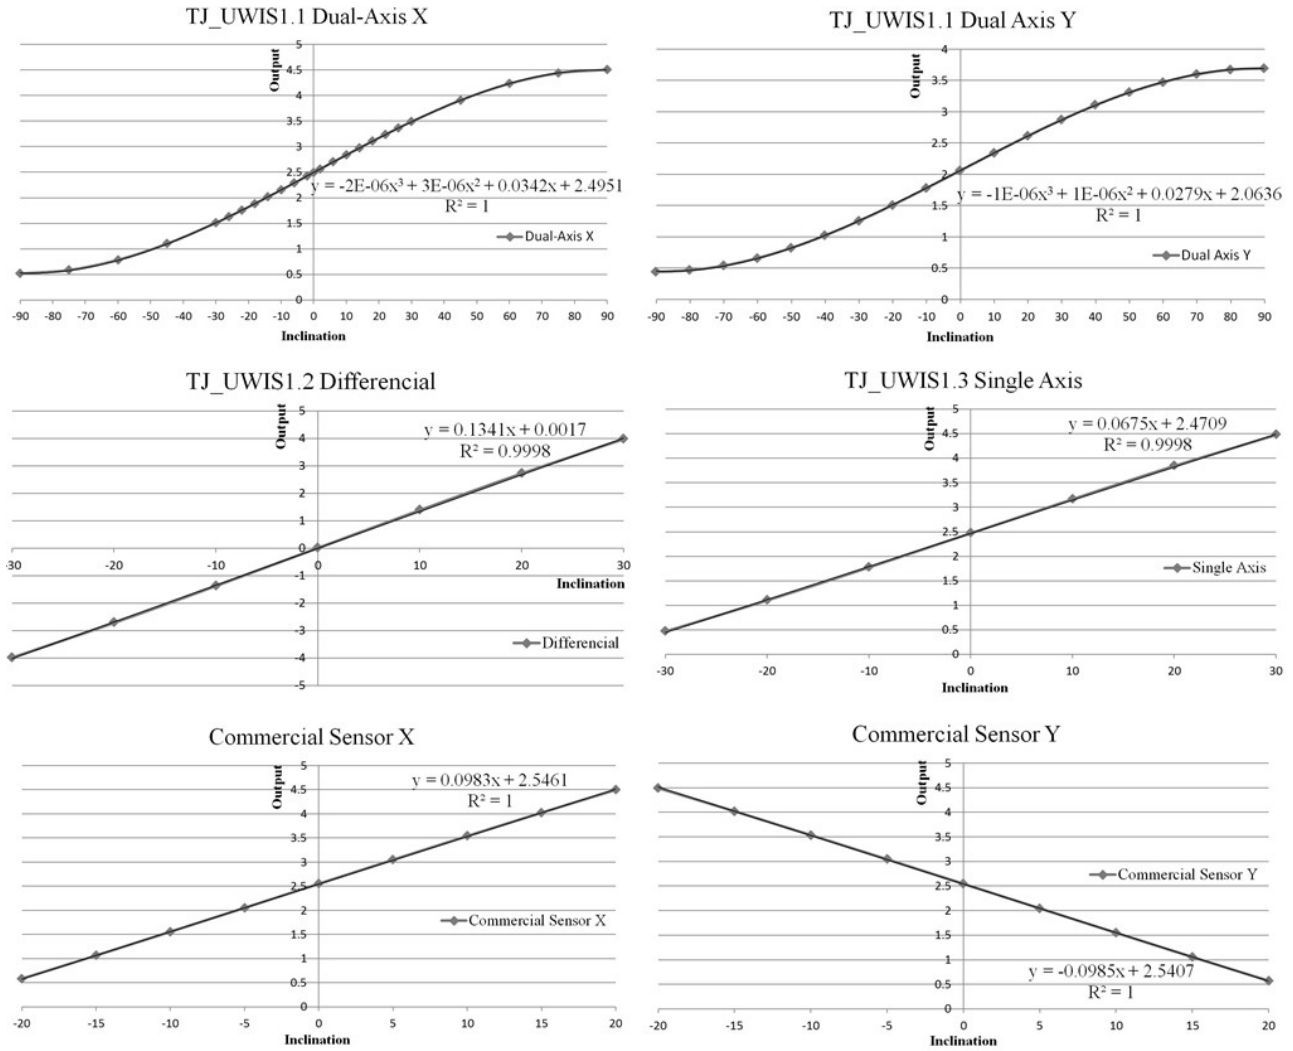 TJ_UWIS1.1 Dual-Axis X
Output
5
4.5
4
3.5
3
2.5
2
1.5
1
0.5
0
y = -2E-06x³ + 3E-06x² + 0.0342x + 2.4951
R² = 1
Dual-Axis X
-90 -80 -70 -60 -50 -40 -30 -20 -10 0 10 20 30 40 50 60 70 80 90
Inclination
TJ_UWIS1.1 Dual Axis Y
Output
4
3.5
3
2.5
2
1.5
1
0.5
0
y = -1E-06x³ + 1E-06x² + 0.0279x + 2.0636
R² = 1
Dual Axis Y
-90 -80 -70 -60 -50 -40 -30 -20 -10 0 10 20 30 40 50 60 70 80 90
Inclination
TJ_UWIS1.2 Differencial
Output
5
4
3
2
1
0
-1
-2
-3
-4
-5
y = 0.1341x + 0.0017
R² = 0.9998
-30 -20 -10 0 10 20 30
Inclination
Differencial
TJ_UWIS1.3 Single Axis
Output
5
4.5
4
3.5
3
2.5
2
1.5
1
0.5
0
y = 0.0675x + 2.4709
R² = 0.9998
Single Axis
-30 -20 -10 0 10 20 30
Inclination
Commercial Sensor X
Output
5
4.5
4
3.5
3
2.5
2
1.5
1
0.5
0
y = 0.0983x + 2.5461
R² = 1
Commercial Sensor X
-20 -15 -10 -5 0 5 10 15 20
Inclination
Commercial Sensor Y
Output
5
4.5
4
3.5
3
2.5
2
1.5
1
0.5
0
Commercial Sensor Y
y = -0.0985x + 2.5407
R² = 1
-20 -15 -10 -5 0 5 10 15 20
Inclination